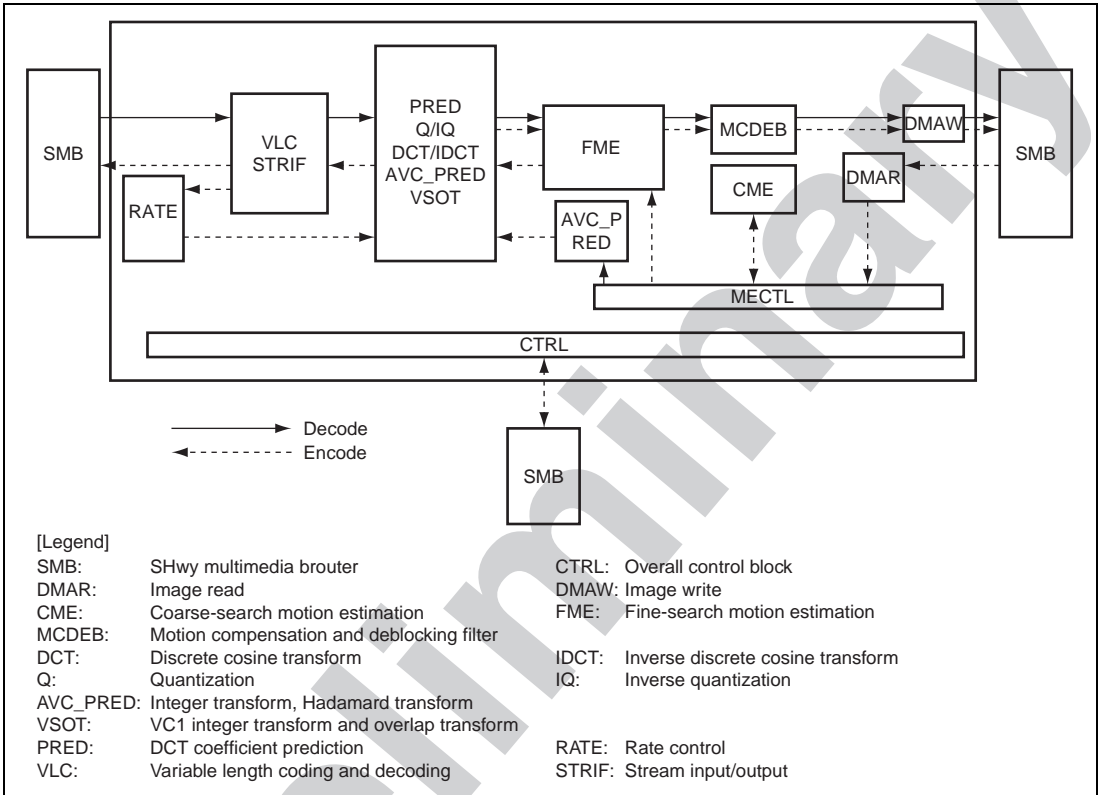 SMB
RATE
VLC
STRIF
PRED
Q/IQ
DCT/IDCT
AVC_PRED
VSOT
FME
AVC_P
RED
MCDEB
CME
DMAW
DMAR
SMB
MECTL
CTRL
Decode
Encode
SMB
[Legend]
SMB: SHwy multimedia brouter CTRL: Overall control block
DMAR: Image read DMAW: Image write
CME: Coarse-search motion estimation FME: Fine-search motion estimation
MCDEB: Motion compensation and deblocking filter
DCT: Discrete cosine transform IDCT: Inverse discrete cosine transform
Q: Quantization IQ: Inverse quantization
AVC_PRED: Integer transform, Hadamard transform
VSOT: VC1 integer transform and overlap transform
PRED: DCT coefficient prediction RATE: Rate control
VLC: Variable length coding and decoding STRIF: Stream input/output
eliminary